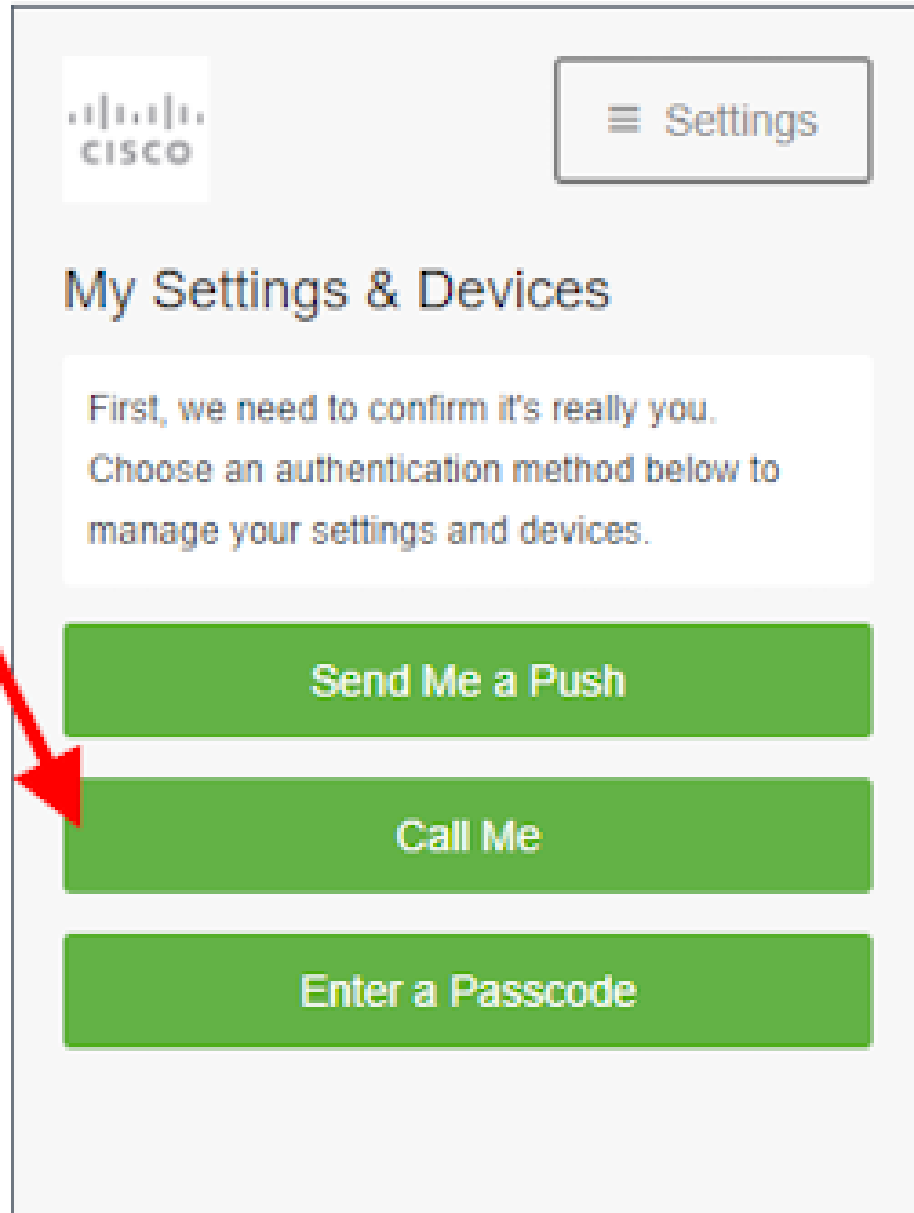 CISCO
≡ Settings
My Settings & Devices
First, we need to confirm it's really you.
Choose an authentication method below to
manage your settings and devices.
Send Me a Push
Call Me
Enter a Passcode